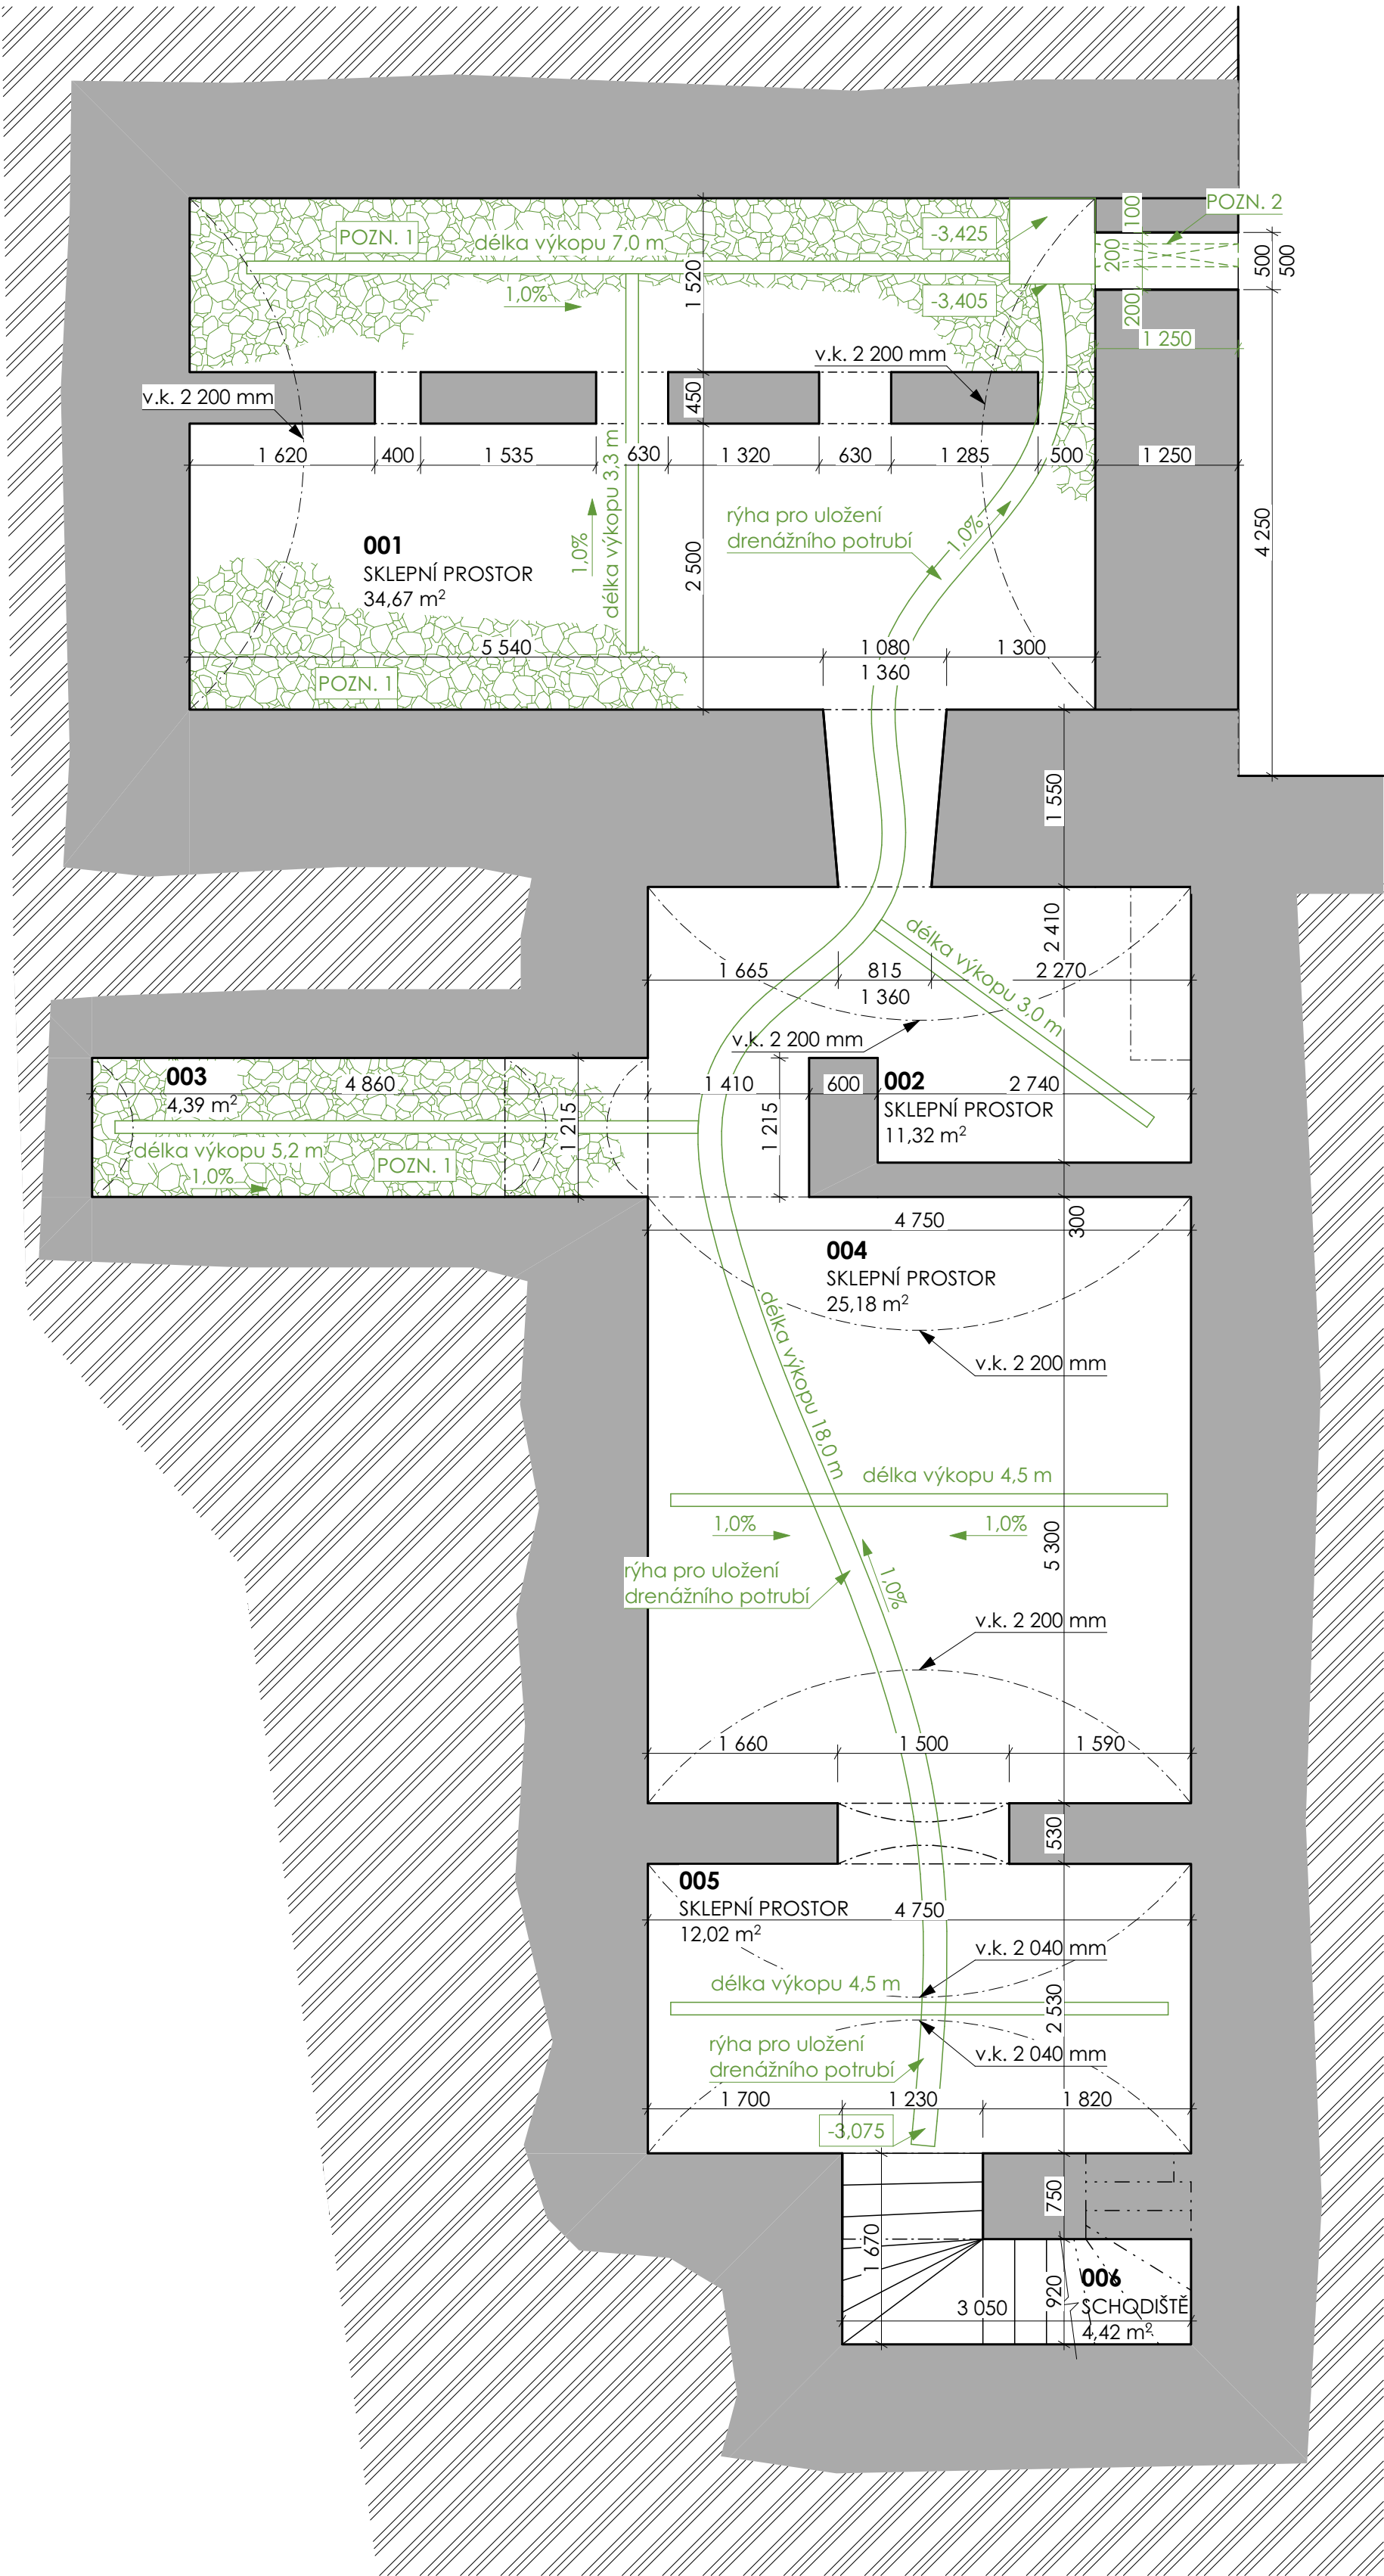 POZN. 2
100
POZN. 1
délka výkopu 7,0 m
-3,425
200
500
500
1 520
1,0%
-3,405
200
1 250
v.k. 2 200 mm
v.k. 2 200 mm
450
1 620
400
1 535
630
1 320
630
1 285
500
1 250
délka výkopu 3,3 m
1,0%
rýha pro uložení
drenážního potrubí
1,0%
4 250
001
SKLEPNÍ PROSTOR
34,67 m²
2 500
5 540
1 080
1 300
1 360
POZN. 1
1 550
2 410
délka výkopu 3,0 m
1 665
815
2 270
1 360
v.k. 2 200 mm
003
4 860
4,39 m²
1 410
600
002
2 740
SKLEPNÍ PROSTOR
11,32 m²
1 215
1 215
délka výkopu 5,2 m
POZN. 1
1,0%
4 750
300
004
SKLEPNÍ PROSTOR
25,18 m²
v.k. 2 200 mm
délka výkopu 18,0 m
délka výkopu 4,5 m
1,0%
1,0%
5 300
rýha pro uložení
drenážního potrubí
1,0%
v.k. 2 200 mm
1 660
1 500
1 590
530
005
SKLEPNÍ PROSTOR
4 750
12,02 m²
v.k. 2 040 mm
délka výkopu 4,5 m
2 530
rýha pro uložení
drenážního potrubí
v.k. 2 040 mm
1 700
1 230
1 820
-3,075
750
1 670
006
920
3 050
SCHODIŠTĚ
4,42 m²